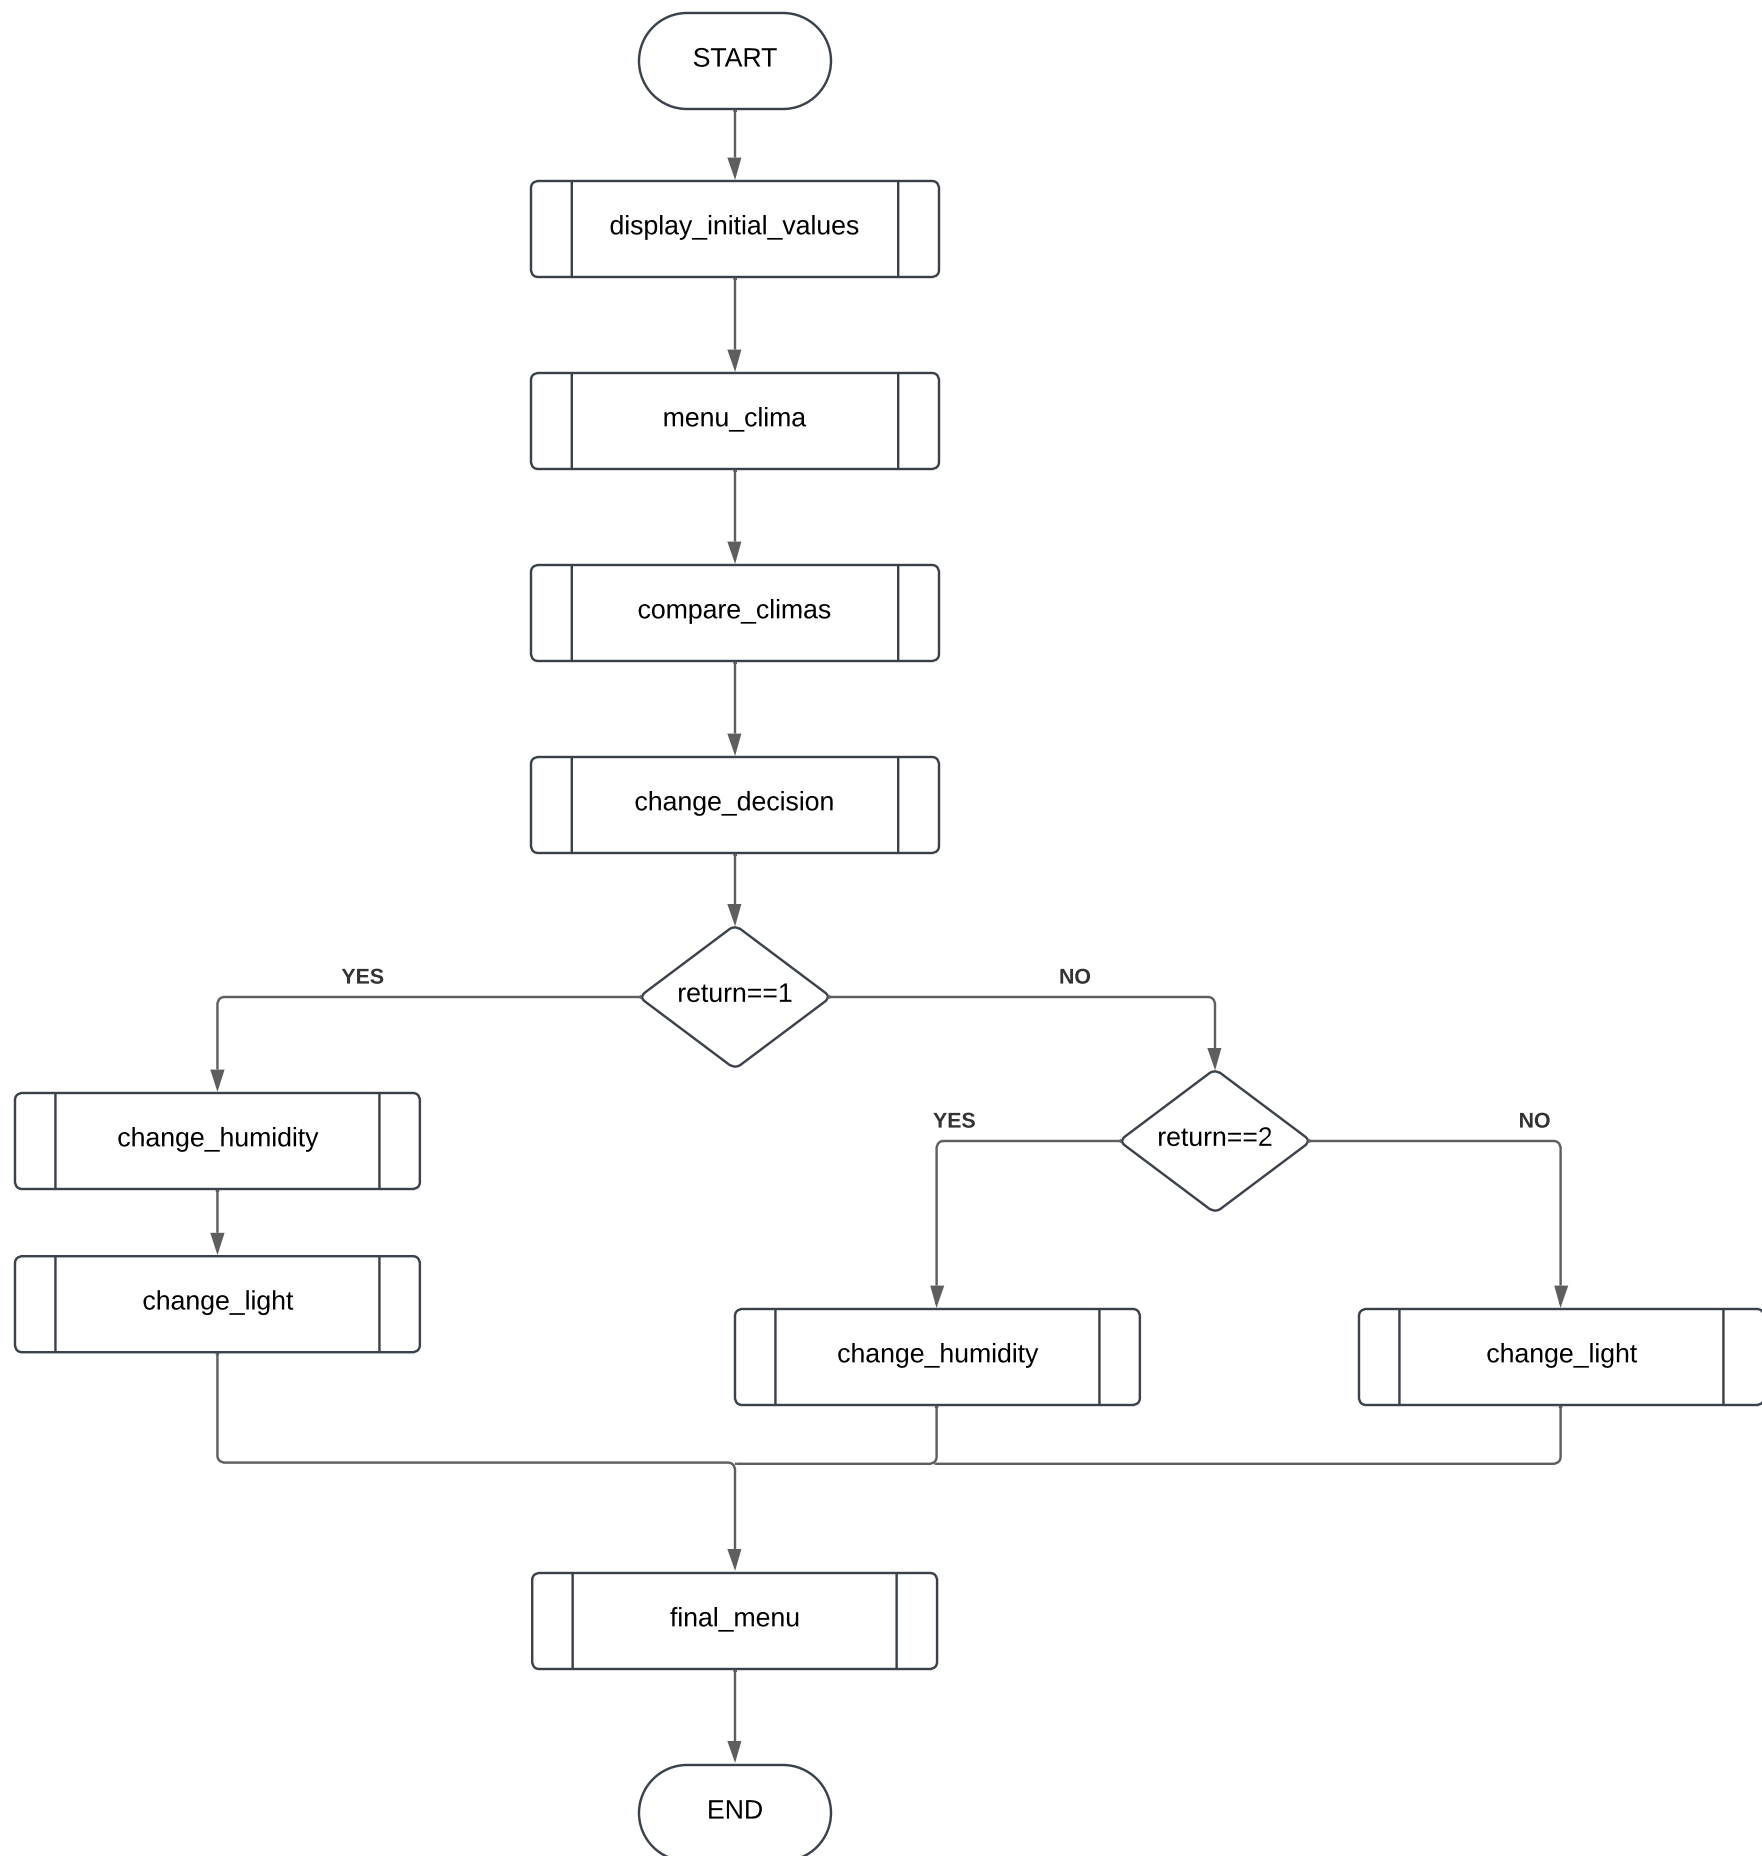 START
display_initial_values
menu_clima
compare_climas
change_decision
YES
return==1
NO
change_humidity
YES
return==2
NO
change_light
change_humidity
change_light
final_menu
END